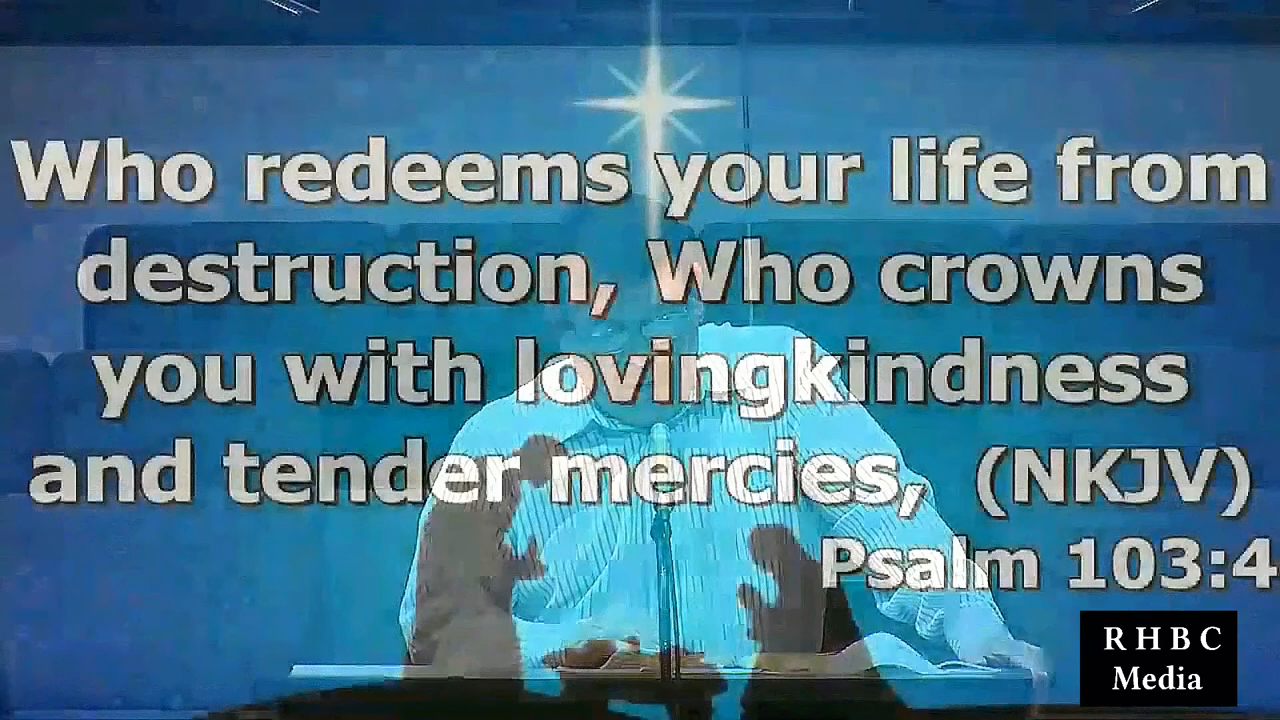 Who redeems your life from
destruction, Who crowns
you with lovingkindness
and tender mercies, (NKJV)
Psalm 103:4
R H B C
Media